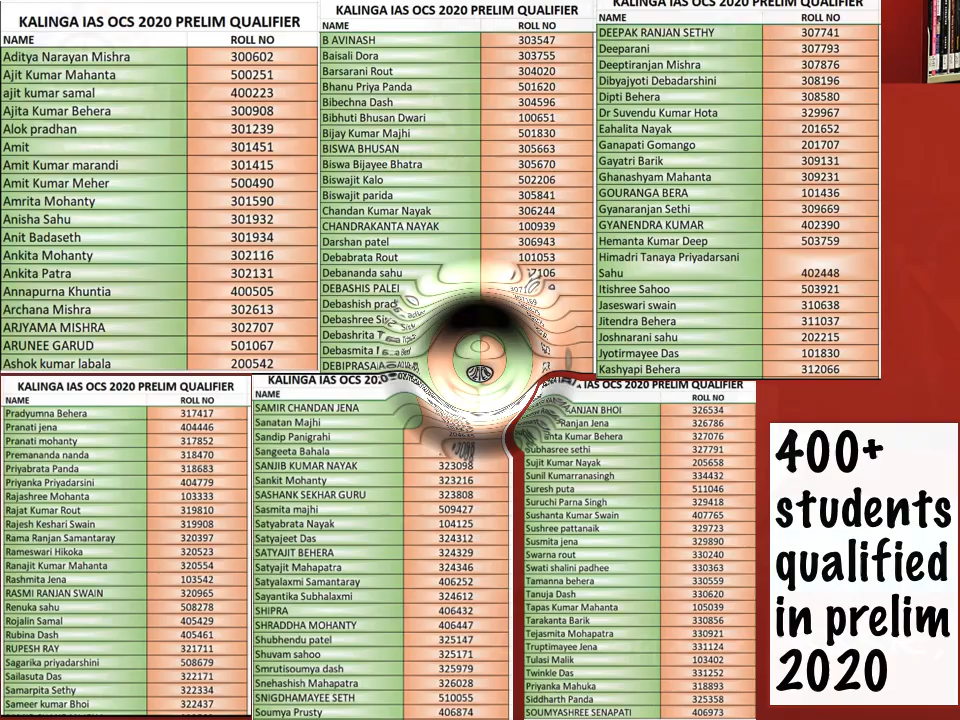 KALINGA IAS OCS 2020 PRELIM QUALIFIER
NAME ROLL NO
Aditya Narayan Mishra 300602
Ajit Kumar Mahanta 500251
ajit kumar samal 400223
Ajita Kumar Behera 300908
Alok pradhan 301239
Amit 301451
Amit Kumar marandi 301415
Amit Kumar Meher 500490
Amrita Mohanty 301590
Anisha Sahu 301932
Anit Badaseth 301934
Ankita Mohanty 302116
Ankita Patra 302131
Annapurna Khuntia 400505
Archana Mishra 302613
ARJYAMA MISHRA 302707
ARUNEE GARUD 501067
Ashok kumar labala 200542
KALINGA IAS OCS 2020 PRELIM QUALIFIER
NAME ROLL NO
B AVINASH 303547
Baisali Dora 303755
Barsarani Rout 304020
Bhanu Priya Panda 501620
Bibechna Dash 304596
Bibhuti Bhusan Dwari 100651
Bijay Kumar Majhi 501830
BISWA BHUSAN 305663
Biswa Bijayee Bhatra 305670
Biswajit Kalo 502206
Biswajit parida 305841
Chandan Kumar Nayak 306244
CHANDRAKANTA NAYAK 100939
Darshan patel 306943
Debabrata Rout 101053
Debananda sahu
DEBASHIS PALEI
Debashish
Debashree
Debashrita
Debasmita
DEBIPRASAD
KALINGA IAS OCS 2020 PRELIM QUALIFIER
NAME ROLL NO
DEEPAK RANJAN SETHY 307741
Deeparani 307793
Deeptiranjan Mishra 307876
Dibyajyoti Debadarshini 308196
Dipti Behera 308580
Dr Suvendu Kumar Hota 329967
Eahalita Nayak 201652
Ganapati Gomango 201707
Gayatri Barik 309131
Ghanashyam Mahanta 309231
GOURANGA BERA 101436
Gyanaranjan Sethi 309669
GYANENDRA KUMAR 402390
Hemanta Kumar Deep 503759
Himadri Tanaya Priyadarsani
Sahu 402448
Itishree Sahoo 503921
Jaseswari swain 310638
Jitendra Behera 311037
Joshnarani sahu 202215
Jyotirmayee Das 101830
Kashyapi Behera 312066
KALINGA IAS OCS 2020 PRELIM QUALIFIER
NAME ROLL NO
Pradyumna Behera 317417
Pranati jena 404446
Pranati mohanty 317852
Premananda nanda 318470
Priyabrata Panda 318683
Priyanka Priyadarsini 404779
Rajashree Mohanta 103333
Rajat Kumar Rout 319810
Rajesh Keshari Swain 319908
Rama Ranjan Samantaray 320397
Rameswari Hikoka 320523
Ranajit Kumar Mahanta 320554
Rashmita Jena 103542
RASMI RANJAN SWAIN 320965
Renuka sahu 508278
Rojalin Samal 405429
Rubina Dash 405461
RUPESH RAY 321711
Sagarika priyadarshini 508679
Sailasuta Das 322171
Samarpita Sethy 322334
Sameer kumar Bhoi 322437
KALINGA IAS OCS
NAME
SAMIR CHANDAN JENA
Sanatan Majhi
Sandip Panigrahi
Sangeeta Bahala
SANJIB KUMAR NAYAK 323098
Sankit Mohanty 323216
SASHANK SEKHAR GURU 323808
Sasmita majhi 509427
Satyabrata Nayak 104125
Satyajeet Das 324312
SATYAJIT BEHERA 324329
Satyajit Mahapatra 324346
Satyalaxmi Samantaray 406252
Sayantika Subhalaxmi 324612
SHIPRA 406432
SHRADDHA MOHANTY 406447
Shubhendu patel 325147
Shuvam sahoo 325171
Smrutisoumya dash 325979
Snehashish Mahapatra 326028
SNIGDHAMAYEE SETH 510055
Soumya Prusty 406874
IAS OCS 2020 PRELIM QUALIFIER
ROLL NO
RANJAN BHOI 326534
Ranjan Jena 326786
Kumar Behera 327076
Subhasree sethi 327791
Sujit Kumar Nayak 205658
Sunil Kumarranasingh 334432
Suresh puta 511046
Suruchi Parna Singh 329418
Sushanta Kumar Swain 407765
Sushree pattanaik 329723
Susmita jena 329890
Swarna rout 330240
Swati shalini padhee 330363
Tamanna behera 330559
Tanuja Dash 330620
Tapas Kumar Mahanta 105039
Tarakanta Barik 330856
Tejasmita Mohapatra 330921
Truptimayee Jena 331124
Tulasi Malik 103402
Twinkle Das 331252
Priyanka Mahuka 318893
Siddharth Panda 325358
SOUMYASHREE SENAPATI 406973
400+
students
qualified
in prelim
2020